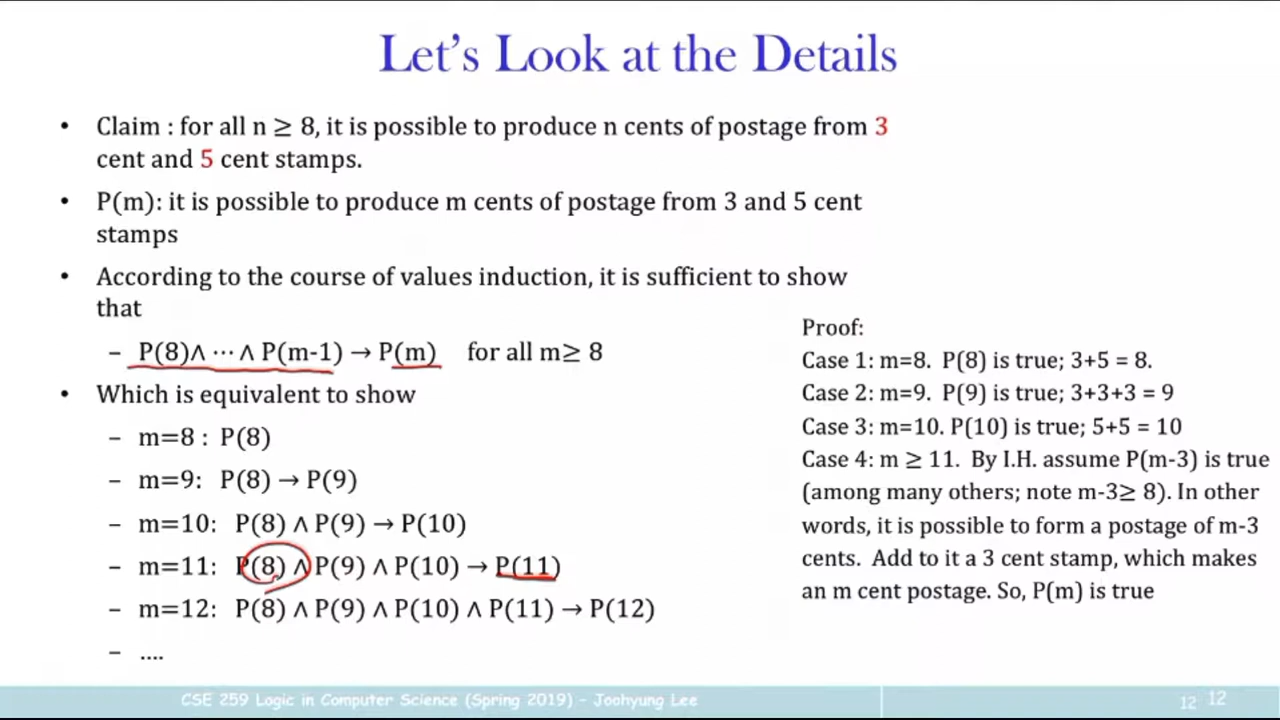 Let's Look at the Details
• Claim : for all n ≥ 8, it is possible to produce n cents of postage from 3
cent and 5 cent stamps.
• P(m): it is possible to produce m cents of postage from 3 and 5 cent
stamps
• According to the course of values induction, it is sufficient to show
that
– P(8)∧ ⋯ ∧ P(m-1) → P(m) for all m≥ 8
• Which is equivalent to show
– m=8 : P(8)
– m=9: P(8) → P(9)
– m=10: P(8) ∧ P(9) → P(10)
– m=11: P(8) ∧ P(9) ∧ P(10) → P(11)
– m=12: P(8) ∧ P(9) ∧ P(10) ∧ P(11) → P(12)
– ....
Proof:
Case 1: m=8. P(8) is true; 3+5 = 8.
Case 2: m=9. P(9) is true; 3+3+3 = 9
Case 3: m=10. P(10) is true; 5+5 = 10
Case 4: m ≥ 11. By I.H. assume P(m-3) is true
(among many others; note m-3≥ 8). In other
words, it is possible to form a postage of m-3
cents. Add to it a 3 cent stamp, which makes
an m cent postage. So, P(m) is true
CSE 259 Logic in Computer Science (Spring 2019) - Joohyung Lee
12 12